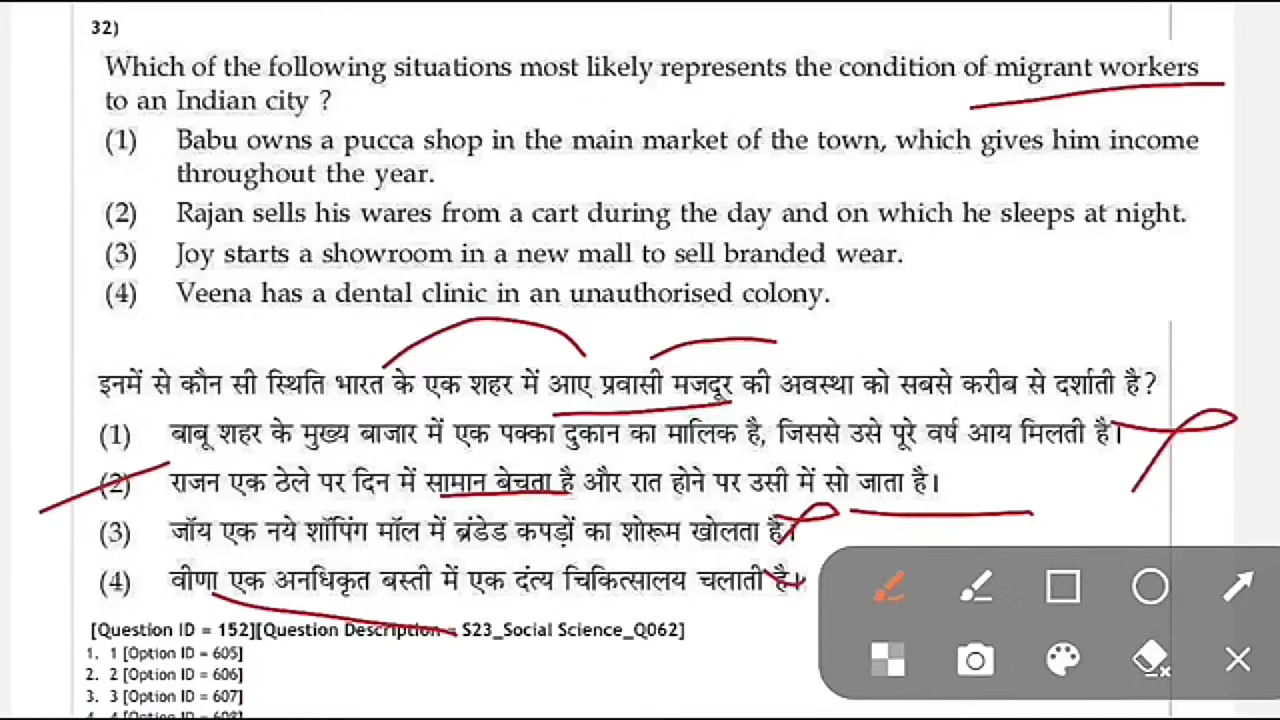 32)
Which of the following situations most likely represents the condition of migrant workers
to an Indian city ?
(1) Babu owns a pucca shop in the main market of the town, which gives him income
throughout the year.
(2) Rajan sells his wares from a cart during the day and on which he sleeps at night.
(3) Joy starts a showroom in a new mall to sell branded wear.
(4) Veena has a dental clinic in an unauthorised colony.
इनमें से कौन सी स्थिति भारत के एक शहर में आए प्रवासी मजदूर की अवस्था को सबसे करीब से दर्शाती है?
(1) बाबू शहर के मुख्य बाजार में एक पक्का दुकान का मालिक है, जिससे उसे पूरे वर्ष आय मिलती है।
(2) राजन एक ठेले पर दिन में सामान बेचता है और रात होने पर उसी में सो जाता है।
(3) जॉय एक नये शॉपिंग मॉल में ब्रंडेड कपड़ों का शोरूम खोलता है।
(4) वीणा एक अनधिकृत बस्ती में एक दंत्य चिकित्सालय चलाती है।
[Question ID = 152][Question Description = S23_Social Science_Q062]
1. 1 [Option ID = 605]
2. 2 [Option ID = 606]
3. 3 [Option ID = 607]
4. 4 [Option ID = 608]